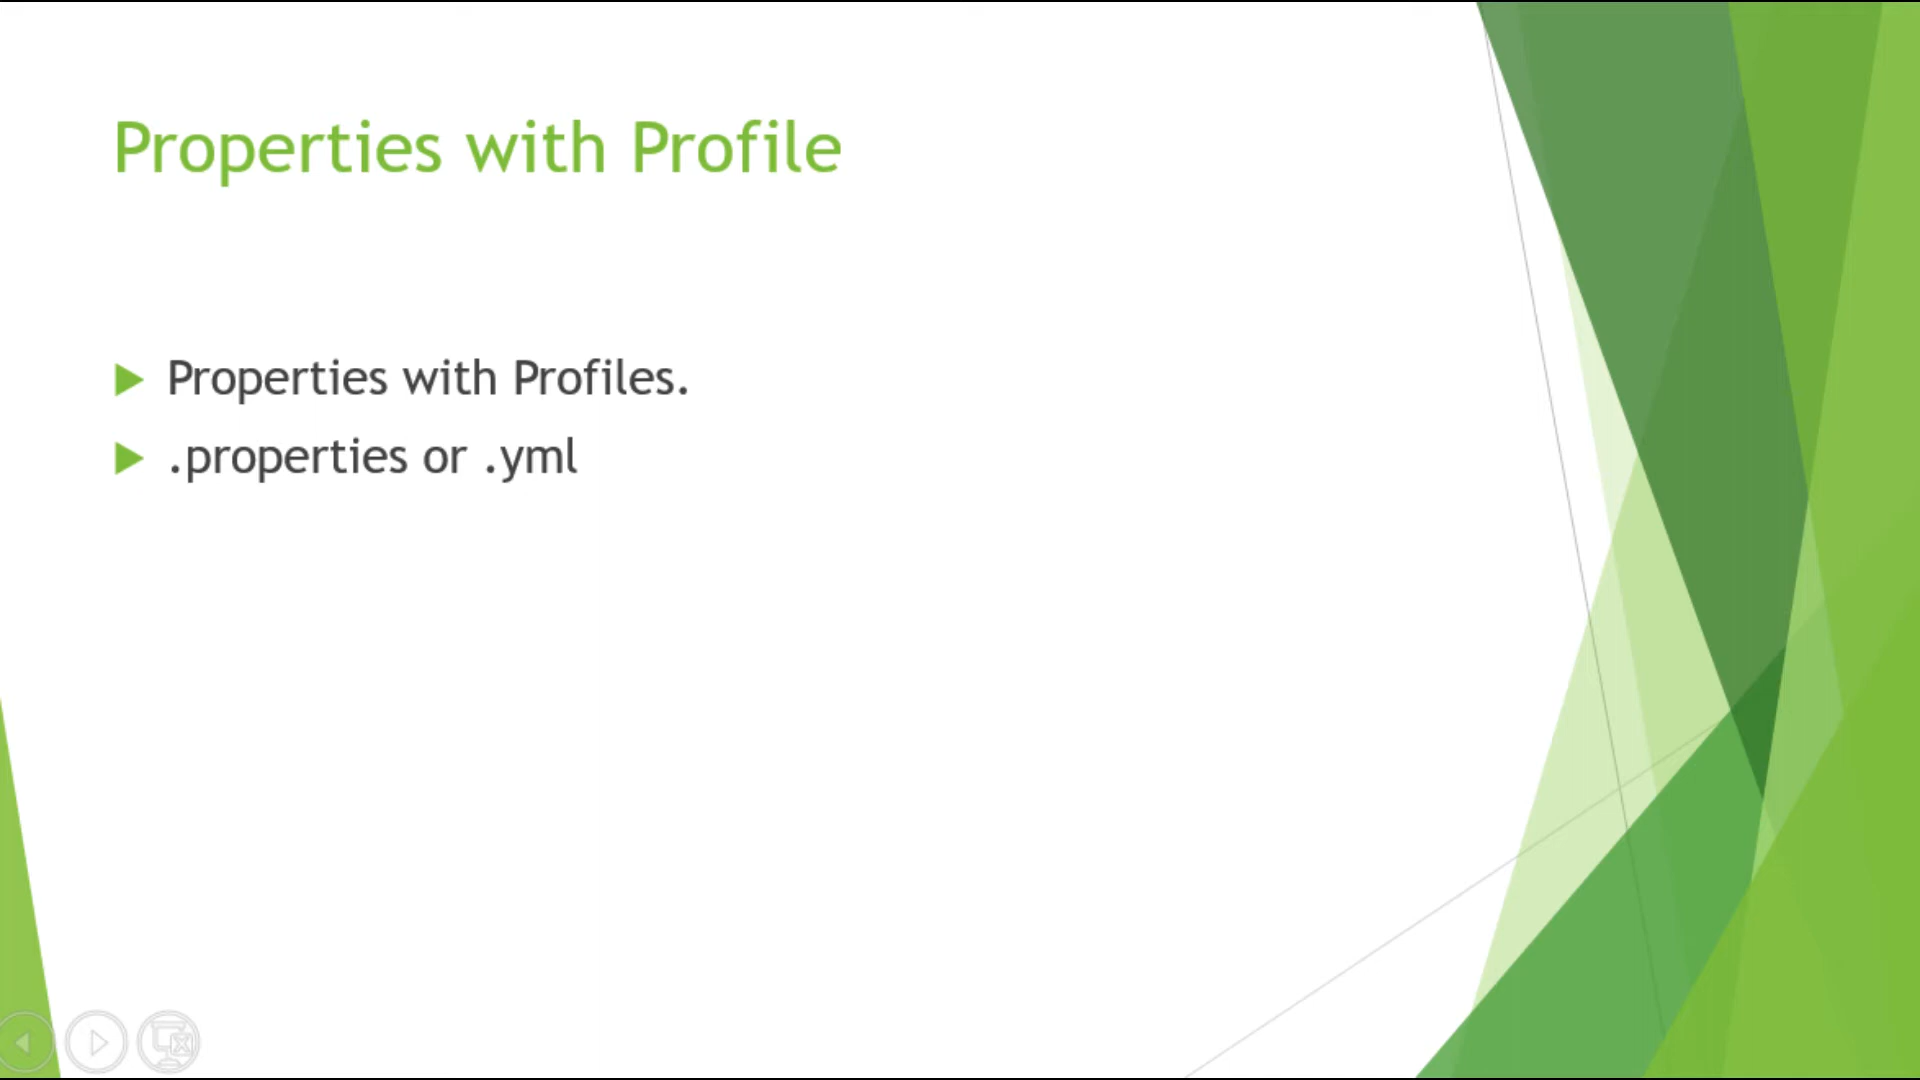 Properties with Profile
Properties with Profiles.
.properties or .yml